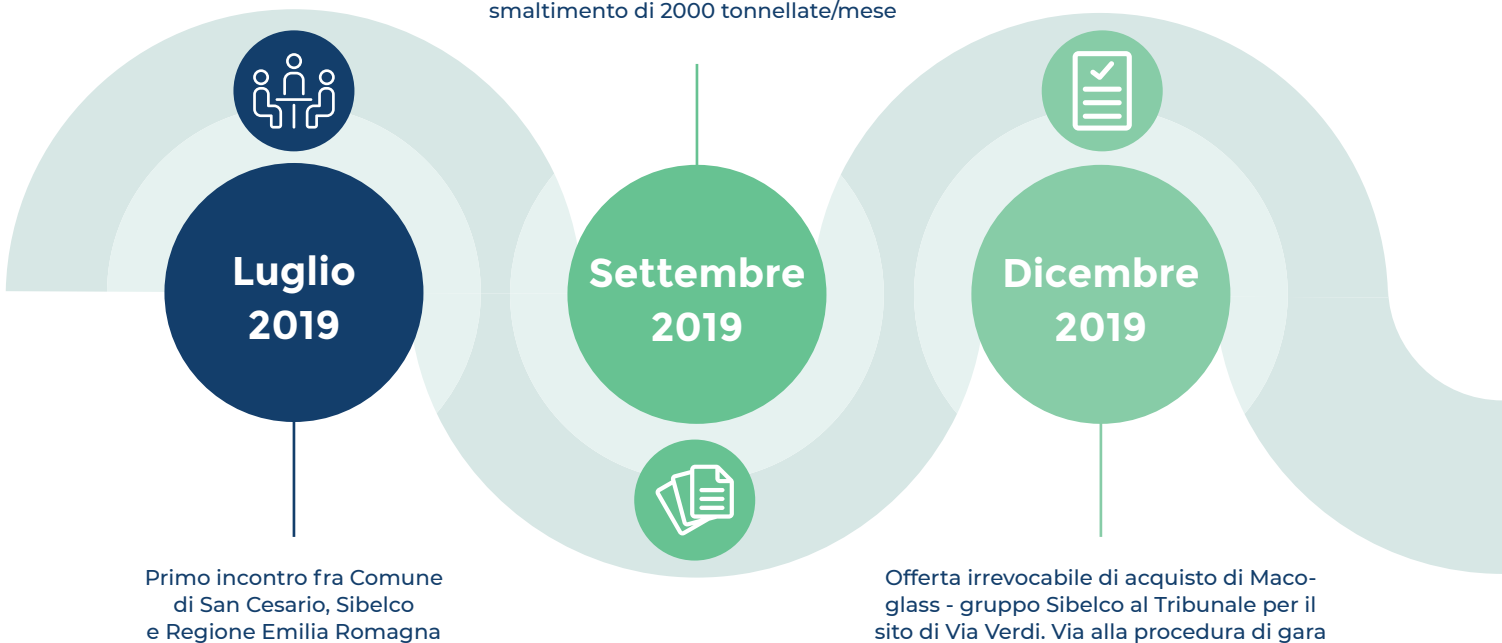 smaltimento di 2000 tonnellate/mese
Luglio
2019
Settembre
2019
Dicembre
2019
Primo incontro fra Comune
di San Cesario, Sibelco
e Regione Emilia Romagna
Offerta irrevocabile di acquisto di Maco-
glass - gruppo Sibelco al Tribunale per il
sito di Via Verdi. Via alla procedura di gara